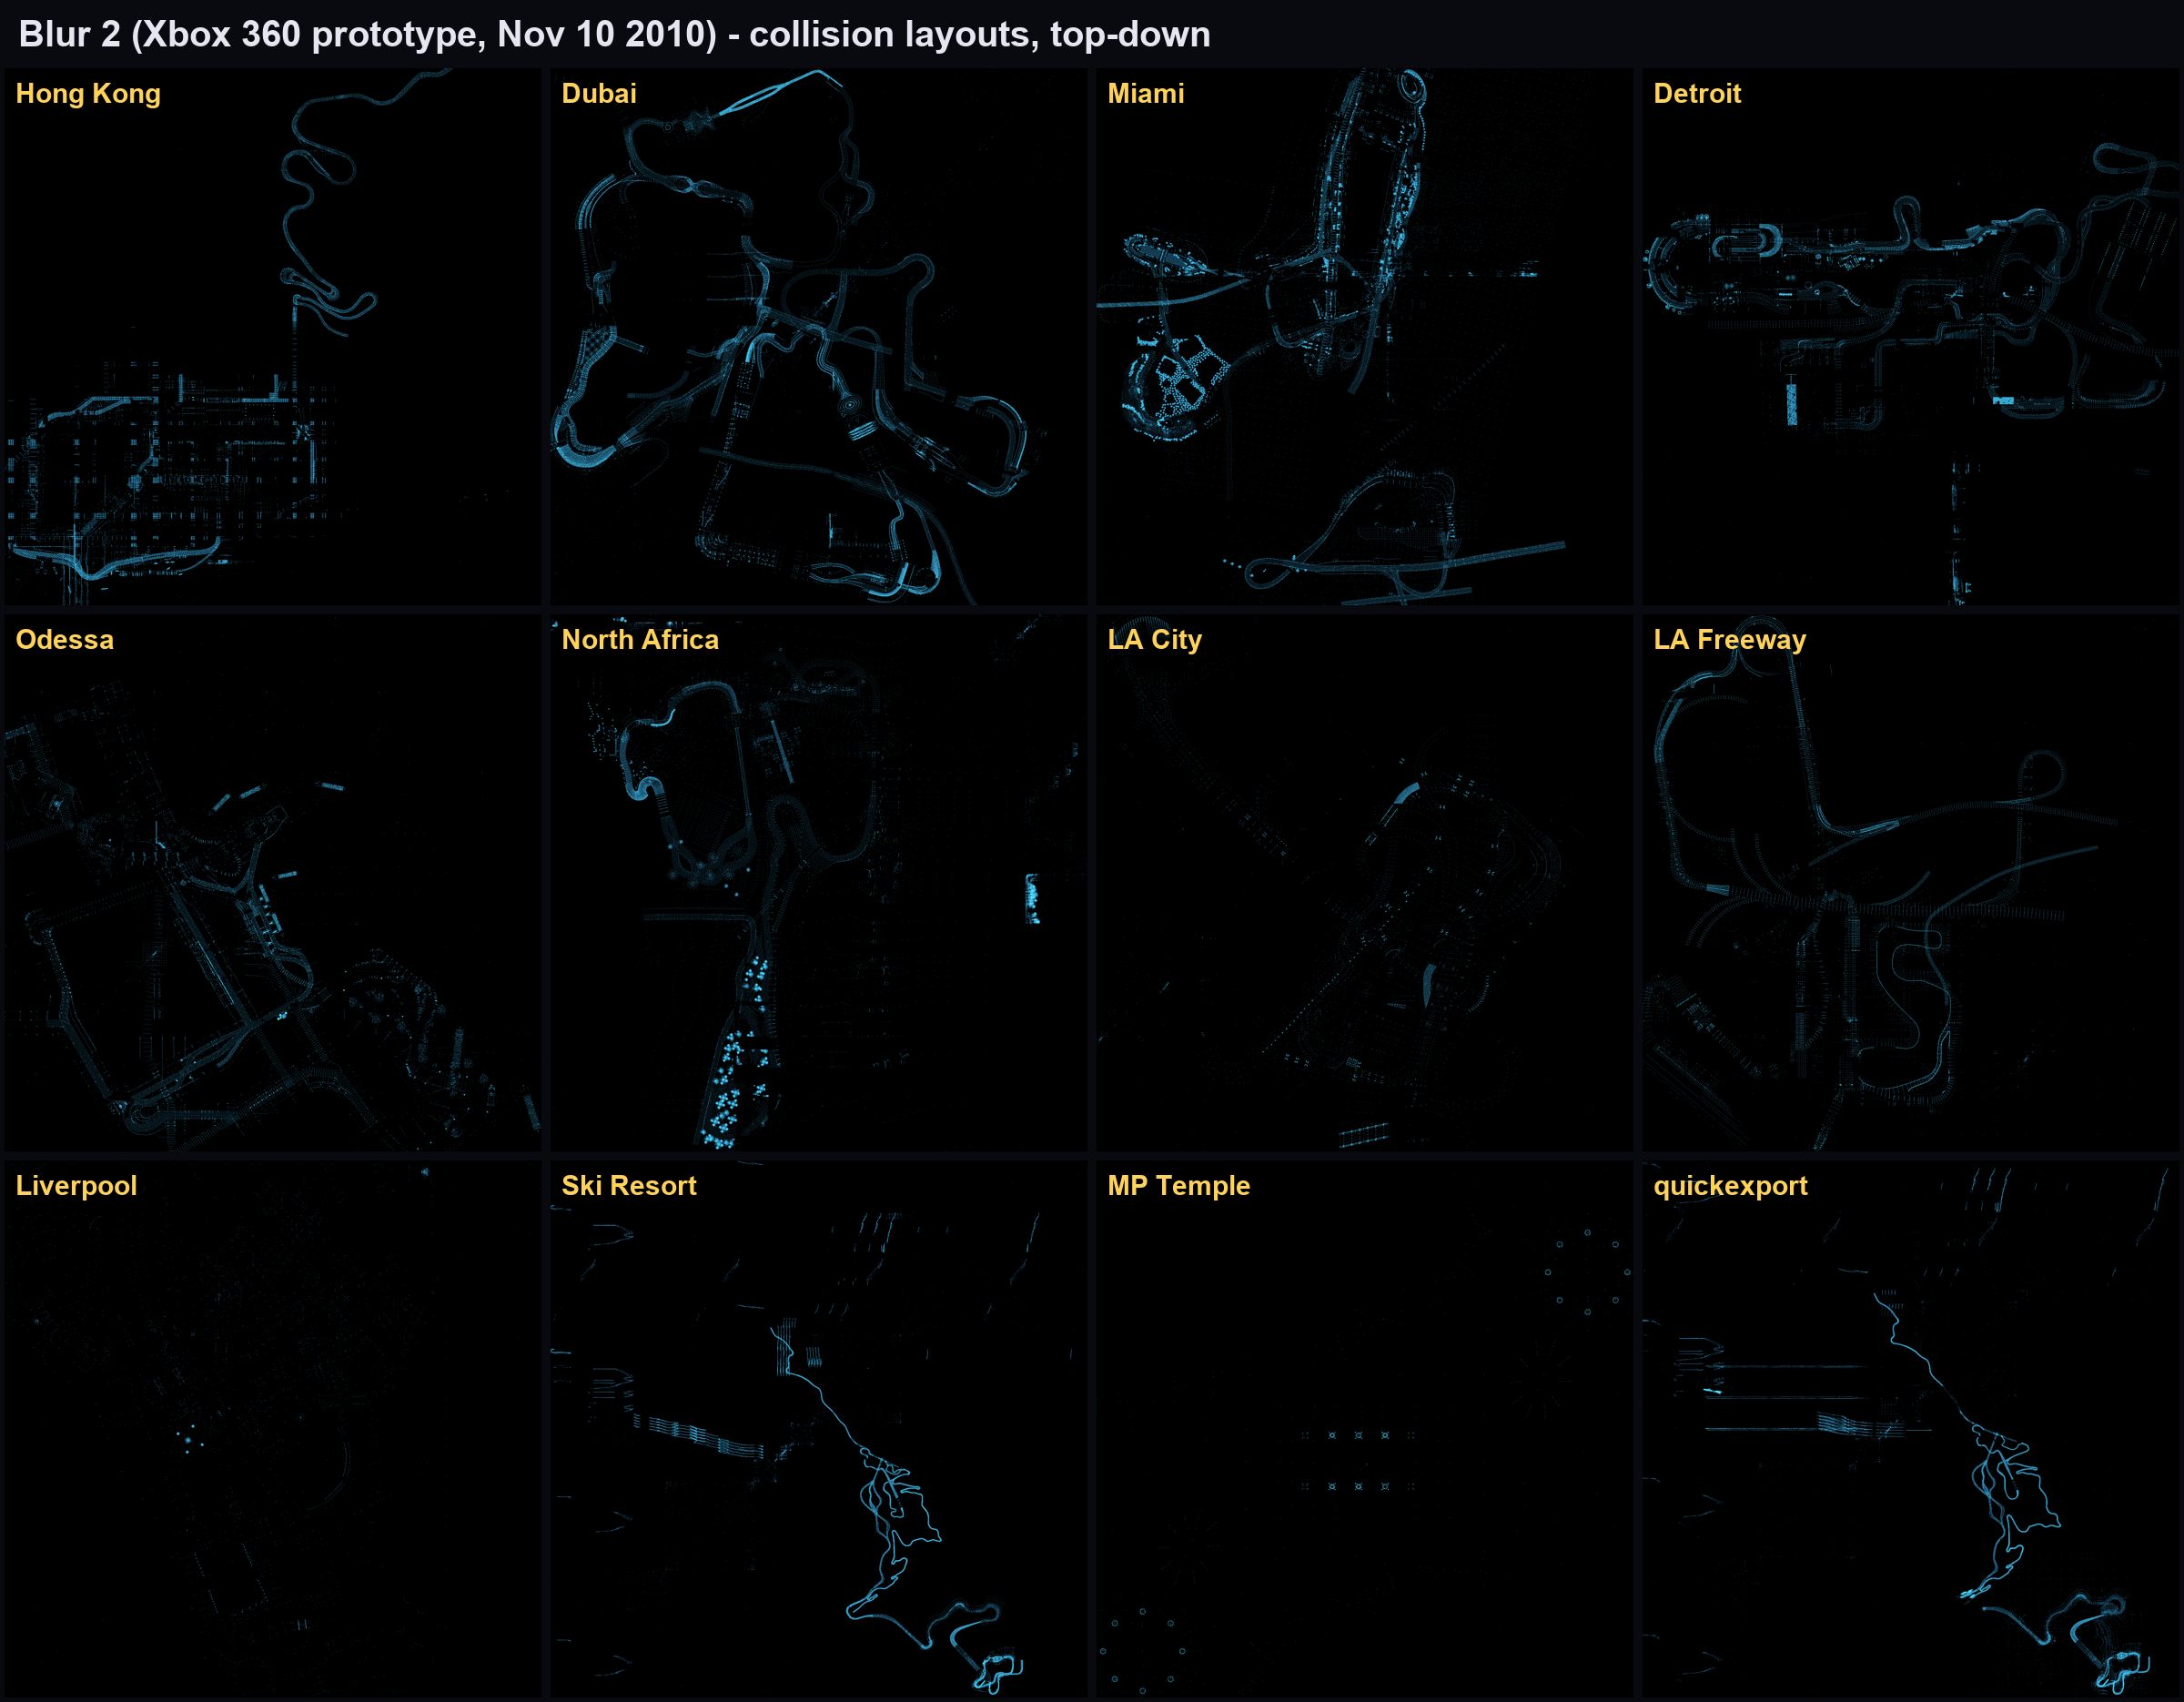 Blur 2 (Xbox 360 prototype, Nov 10 2010) - collision layouts, top-down
Hong Kong
Dubai
Miami
Detroit
Odessa
North Africa
LA City
LA Freeway
Liverpool
Ski Resort
MP Temple
quickexport